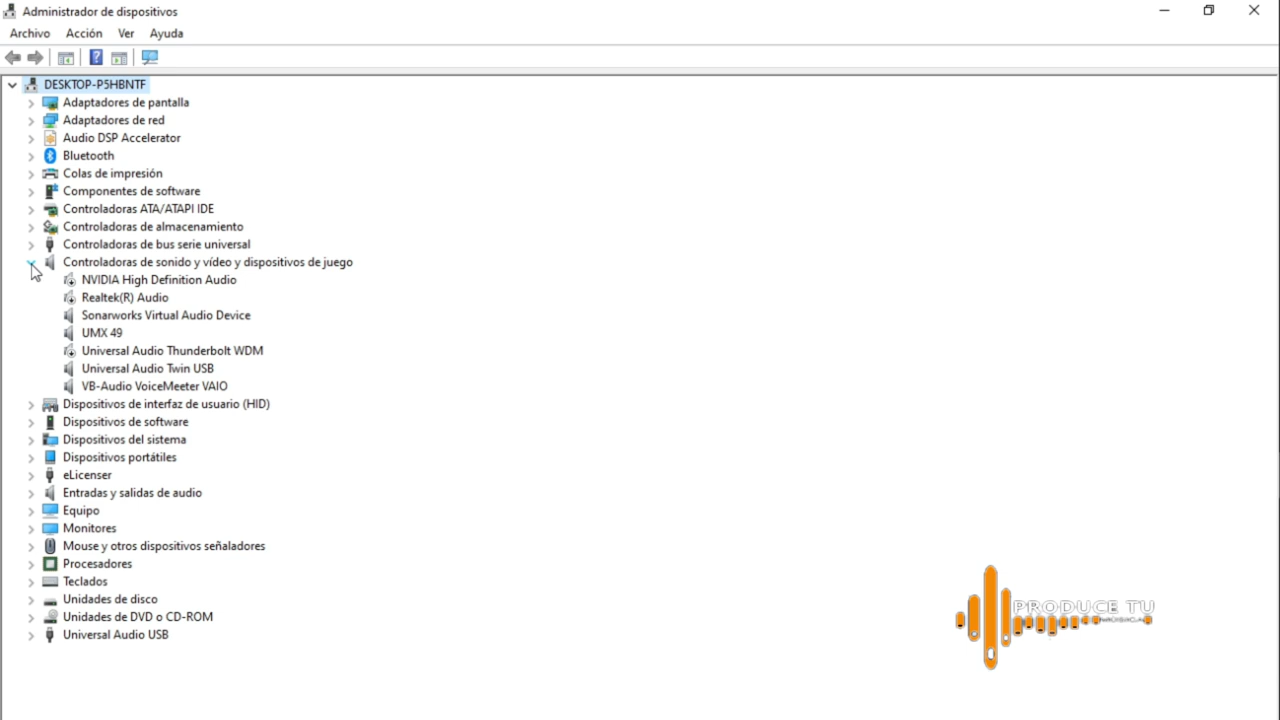 Administrador de dispositivos
Archivo Acción Ver Ayuda
DESKTOP-P5HBNTF
Adaptadores de pantalla
Adaptadores de red
Audio DSP Accelerator
Bluetooth
Colas de impresión
Componentes de software
Controladoras ATA/ATAPI IDE
Controladoras de almacenamiento
Controladoras de bus serie universal
Controladoras de sonido y vídeo y dispositivos de juego
NVIDIA High Definition Audio
Realtek(R) Audio
Sonarworks Virtual Audio Device
UMX 49
Universal Audio Thunderbolt WDM
Universal Audio Twin USB
VB-Audio VoiceMeeter VAIO
Dispositivos de interfaz de usuario (HID)
Dispositivos de software
Dispositivos del sistema
Dispositivos portátiles
eLicenser
Entradas y salidas de audio
Equipo
Monitores
Mouse y otros dispositivos señaladores
Procesadores
Teclados
Unidades de disco
Unidades de DVD o CD-ROM
Universal Audio USB
PRODUCE TU